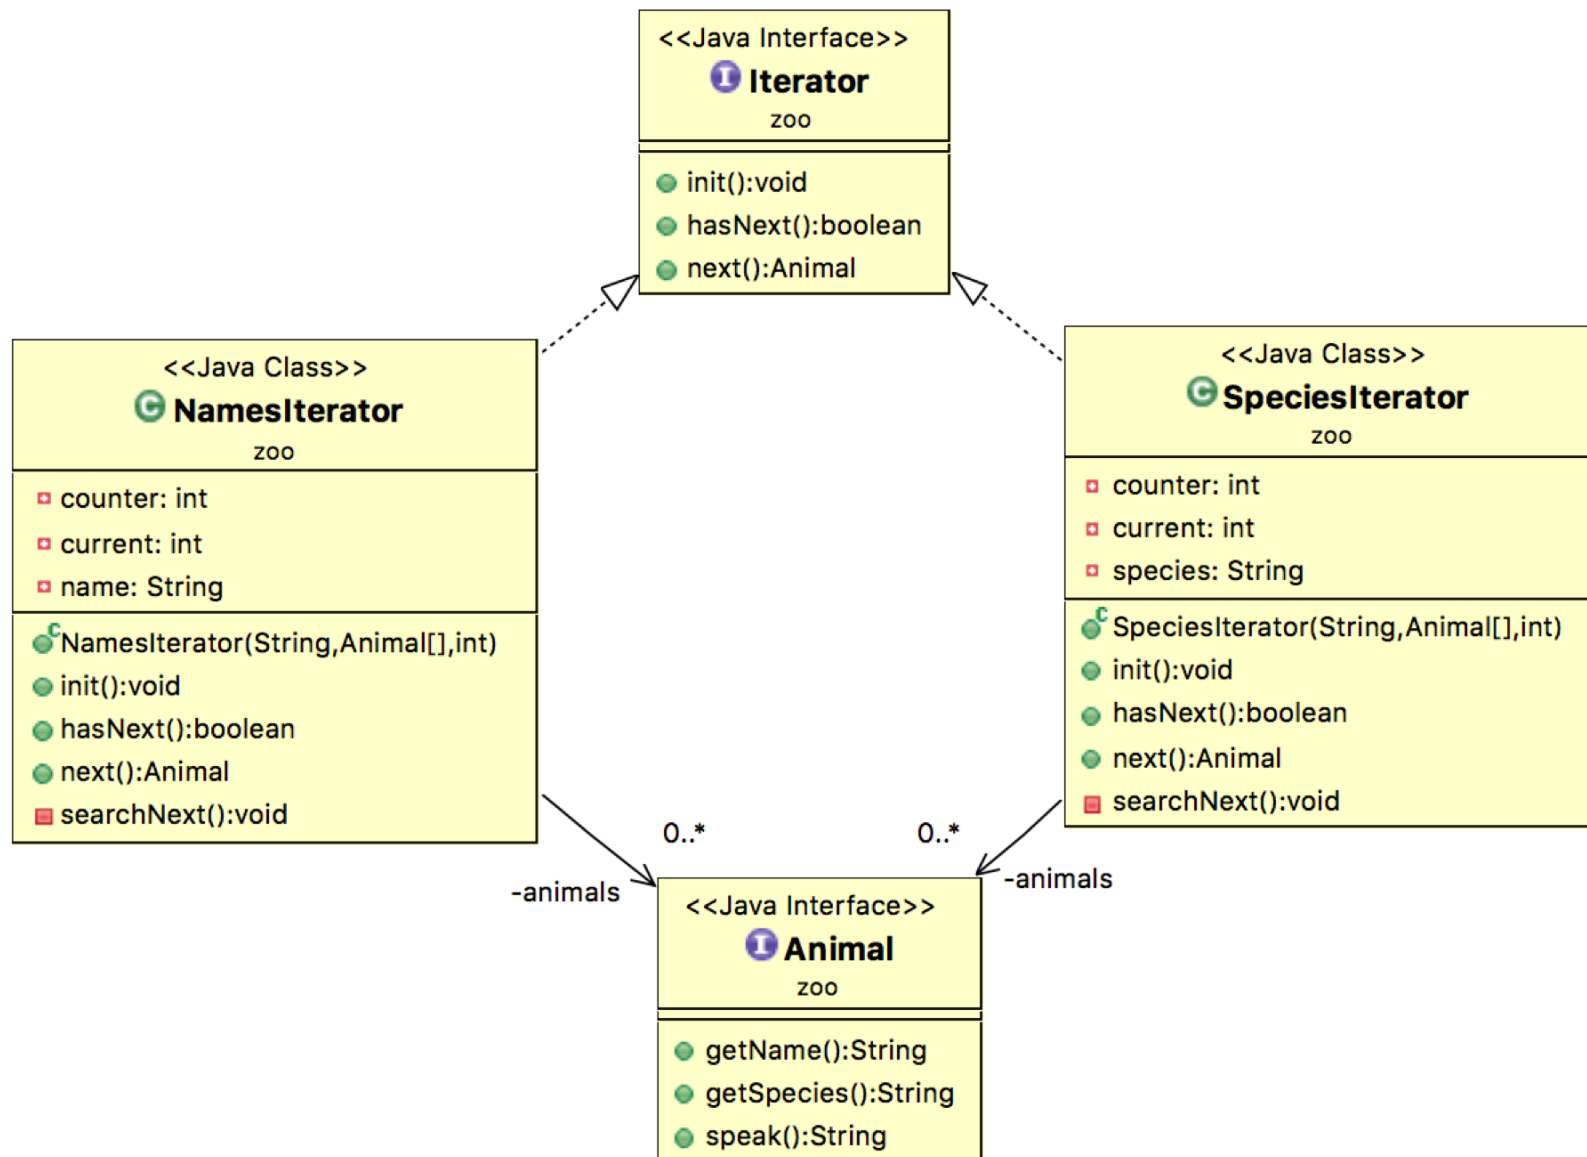 <<Java Interface>>
I Iterator
zoo
init():void
hasNext():boolean
next():Animal
<<Java Class>>
C NamesIterator
zoo
counter: int
current: int
name: String
C NamesIterator(String,Animal[],int)
init():void
hasNext():boolean
next():Animal
searchNext():void
<<Java Class>>
C SpeciesIterator
zoo
counter: int
current: int
species: String
C SpeciesIterator(String,Animal[],int)
init():void
hasNext():boolean
next():Animal
searchNext():void
0..*
0..*
-animals
-animals
<<Java Interface>>
I Animal
zoo
getName():String
getSpecies():String
speak():String